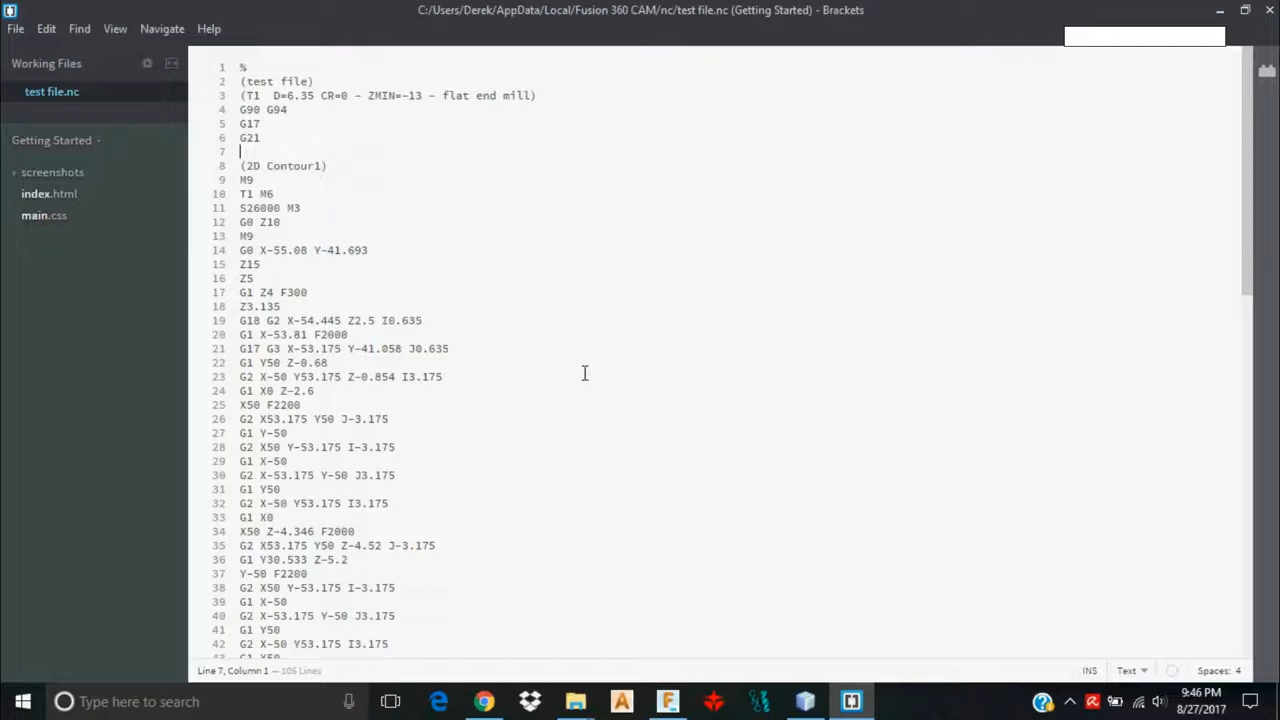 C:/Users/Derek/AppData/Local/Fusion 360 CAM/nc/test file.nc (Getting Started) - Brackets
File Edit Find View Navigate Help
Working Files
test file.nc
Getting Started
screenshots
index.html
main.css
1 %
2 (test file)
3 (T1 D=6.35 CR=0 - ZMIN=-13 - flat end mill)
4 G90 G94
5 G17
6 G21
7
8 (2D Contour1)
9 M9
10 T1 M6
11 S26000 M3
12 G0 Z10
13 M9
14 G0 X-55.08 Y-41.693
15 Z15
16 Z5
17 G1 Z4 F300
18 Z3.135
19 G18 G2 X-54.445 Z2.5 I0.635
20 G1 X-53.81 F2000
21 G17 G3 X-53.175 Y-41.058 J0.635
22 G1 Y50 Z-0.68
23 G2 X-50 Y53.175 Z-0.854 I3.175
24 G1 X0 Z-2.6
25 X50 F2200
26 G2 X53.175 Y50 J-3.175
27 G1 Y-50
28 G2 X50 Y-53.175 I-3.175
29 G1 X-50
30 G2 X-53.175 Y-50 J3.175
31 G1 Y50
32 G2 X-50 Y53.175 I3.175
33 G1 X0
34 X50 Z-4.346 F2000
35 G2 X53.175 Y50 Z-4.52 J-3.175
36 G1 Y30.533 Z-5.2
37 Y-50 F2200
38 G2 X50 Y-53.175 I-3.175
39 G1 X-50
40 G2 X-53.175 Y-50 J3.175
41 G1 Y50
42 G2 X-50 Y53.175 I3.175
43 G1 X50
Line 7, Column 1 — 105 Lines
INS Text Spaces: 4
Type here to search
9:46 PM
8/27/2017